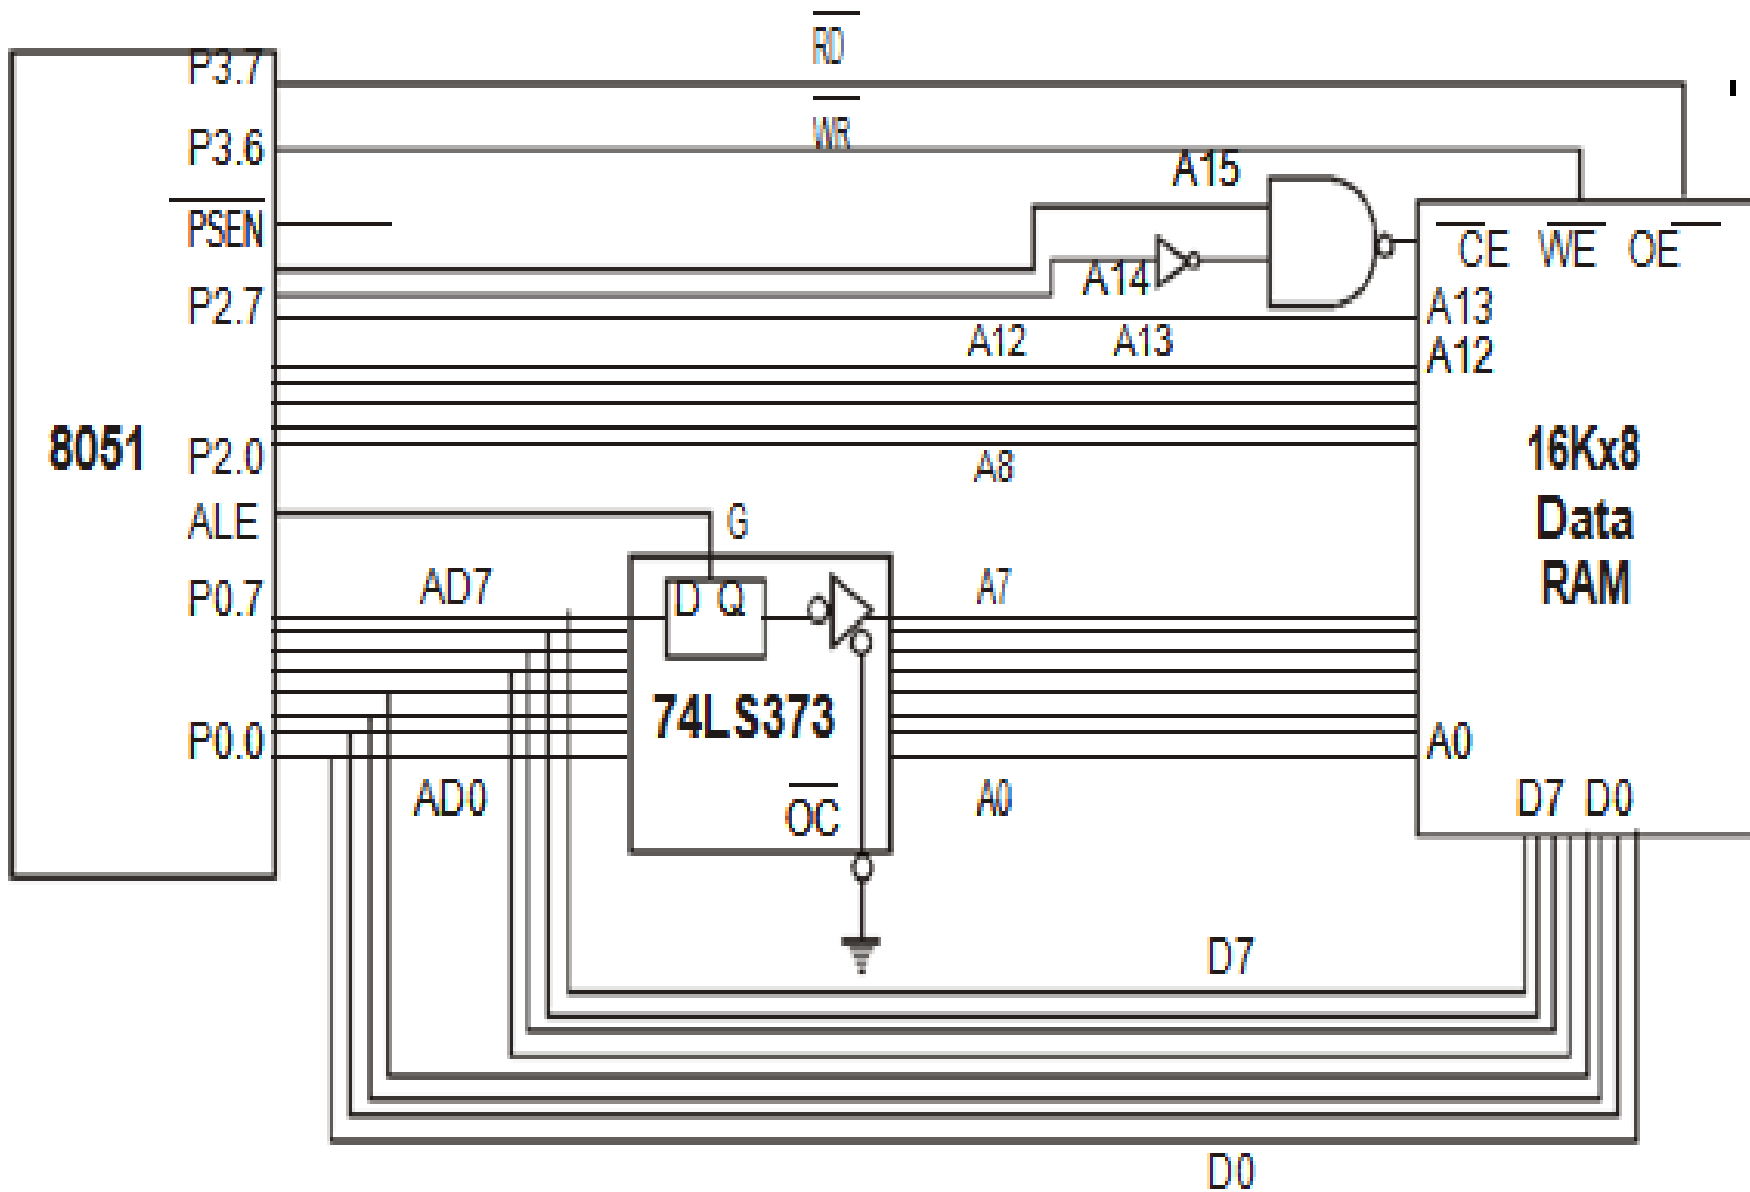 RD
P3.7
WR
P3.6
A15
PSEN
CE WE OE
A14
P2.7
A13
A12 A13
A12
8051
P2.0
A8
16Kx8
Data
RAM
ALE
G
P0.7
AD7
D Q
A7
74LS373
P0.0
A0
AD0
OC
A0
D7 D0
D7
D0